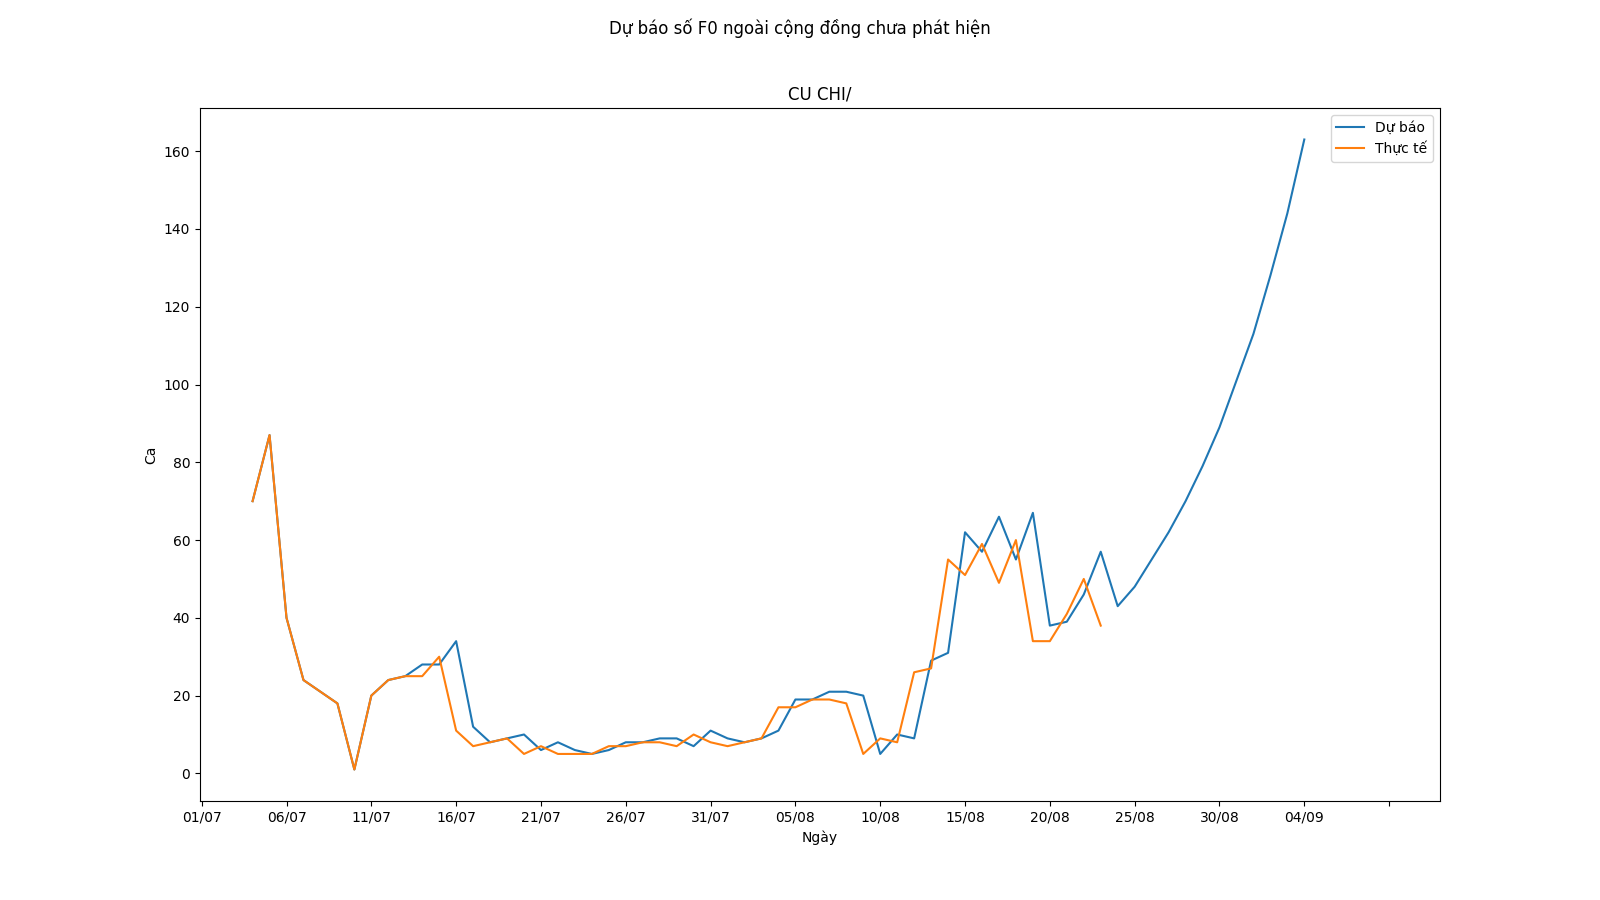 Dự báo số F0 ngoài cộng đồng chưa phát hiện
CU CHI/
Dự báo
Thực tế
160
140
120
100
80
60
40
20
0
Ca
01/07 06/07 11/07 16/07 21/07 26/07 31/07 05/08 10/08 15/08 20/08 25/08 30/08 04/09
Ngày